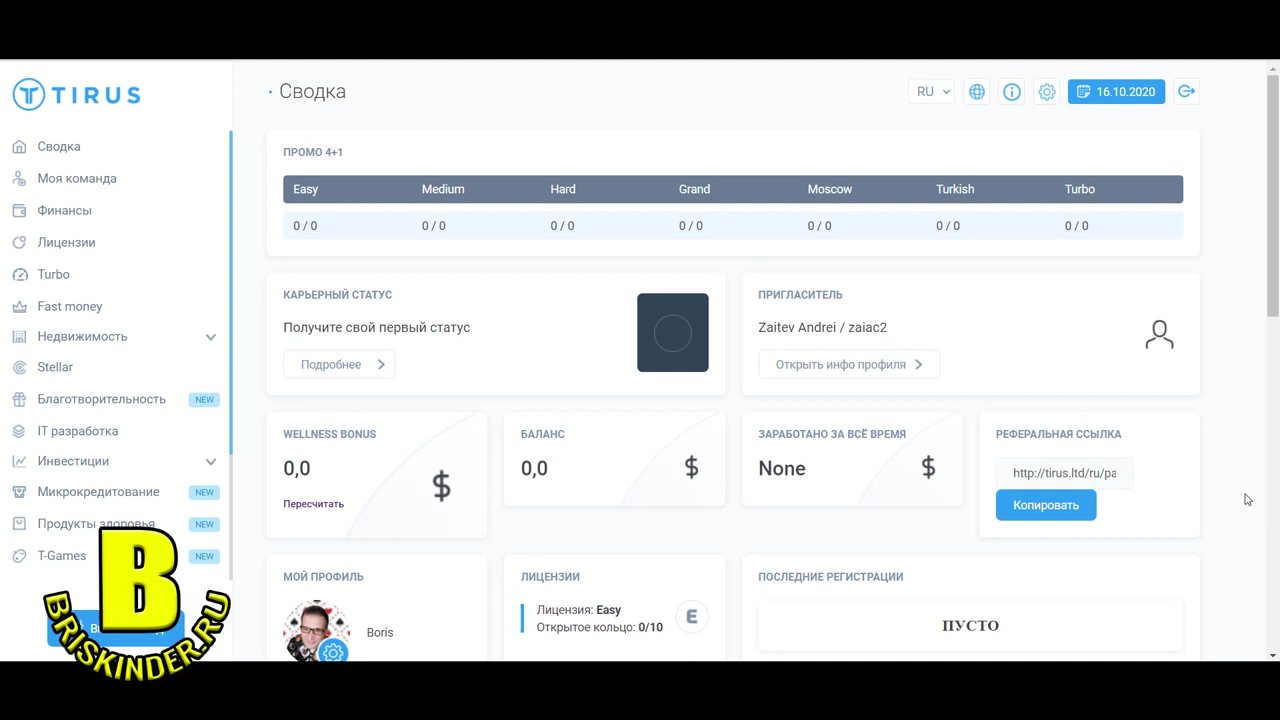 TIRUS
Сводка
Моя команда
Финансы
Лицензии
Turbo
Fast money
Недвижимость
Stellar
Благотворительность NEW
IT разработка
Инвестиции
Микрокредитование NEW
Продукты здоровья NEW
T-Games NEW
B
BRISKINDER.RU
Сводка
RU
16.10.2020
ПРОМО 4+1
Easy Medium Hard Grand Moscow Turkish Turbo
0 / 0 0 / 0 0 / 0 0 / 0 0 / 0 0 / 0 0 / 0
КАРЬЕРНЫЙ СТАТУС
Получите свой первый статус
Подробнее
ПРИГЛАСИТЕЛЬ
Zaitev Andrei / zaiac2
Открыть инфо профиля
WELLNESS BONUS
0,0
$
Пересчитать
БАЛАНС
0,0
$
ЗАРАБОТАНО ЗА ВСЁ ВРЕМЯ
None
$
РЕФЕРАЛЬНАЯ ССЫЛКА
http://tirus.ltd/ru/pa
Копировать
МОЙ ПРОФИЛЬ
Boris
ЛИЦЕНЗИИ
Лицензия: Easy
Открытое кольцо: 0/10
E
ПОСЛЕДНИЕ РЕГИСТРАЦИИ
ПУСТО